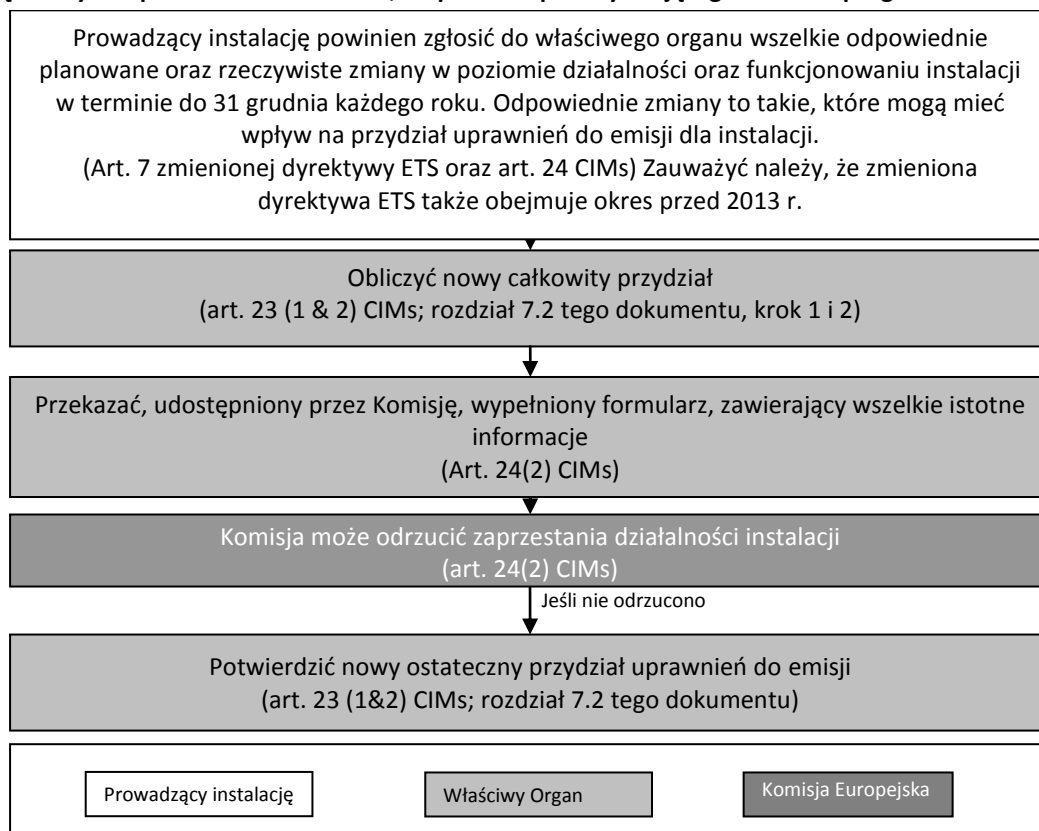 Prowadzący instalację powinien zgłosić do właściwego organu wszelkie odpowiednie
planowane oraz rzeczywiste zmiany w poziomie działalności oraz funkcjonowaniu instalacji
w terminie do 31 grudnia każdego roku. Odpowiednie zmiany to takie, które mogą mieć
wpływ na przydział uprawnień do emisji dla instalacji.
(Art. 7 zmienionej dyrektywy ETS oraz art. 24 CIMs) Zauważyć należy, że zmieniona
dyrektywa ETS także obejmuje okres przed 2013 r.
Obliczyć nowy całkowity przydział
(art. 23 (1 & 2) CIMs; rozdział 7.2 tego dokumentu, krok 1 i 2)
Przekazać, udostępniony przez Komisję, wypełniony formularz, zawierający wszelkie istotne
informacje
(Art. 24(2) CIMs)
Komisja może odrzucić zaprzestania działalności instalacji
(art. 24(2) CIMs)
Jeśli nie odrzucono
Potwierdzić nowy ostateczny przydział uprawnień do emisji
(art. 23 (1&2) CIMs; rozdział 7.2 tego dokumentu)
Prowadzący instalację
Właściwy Organ
Komisja Europejska